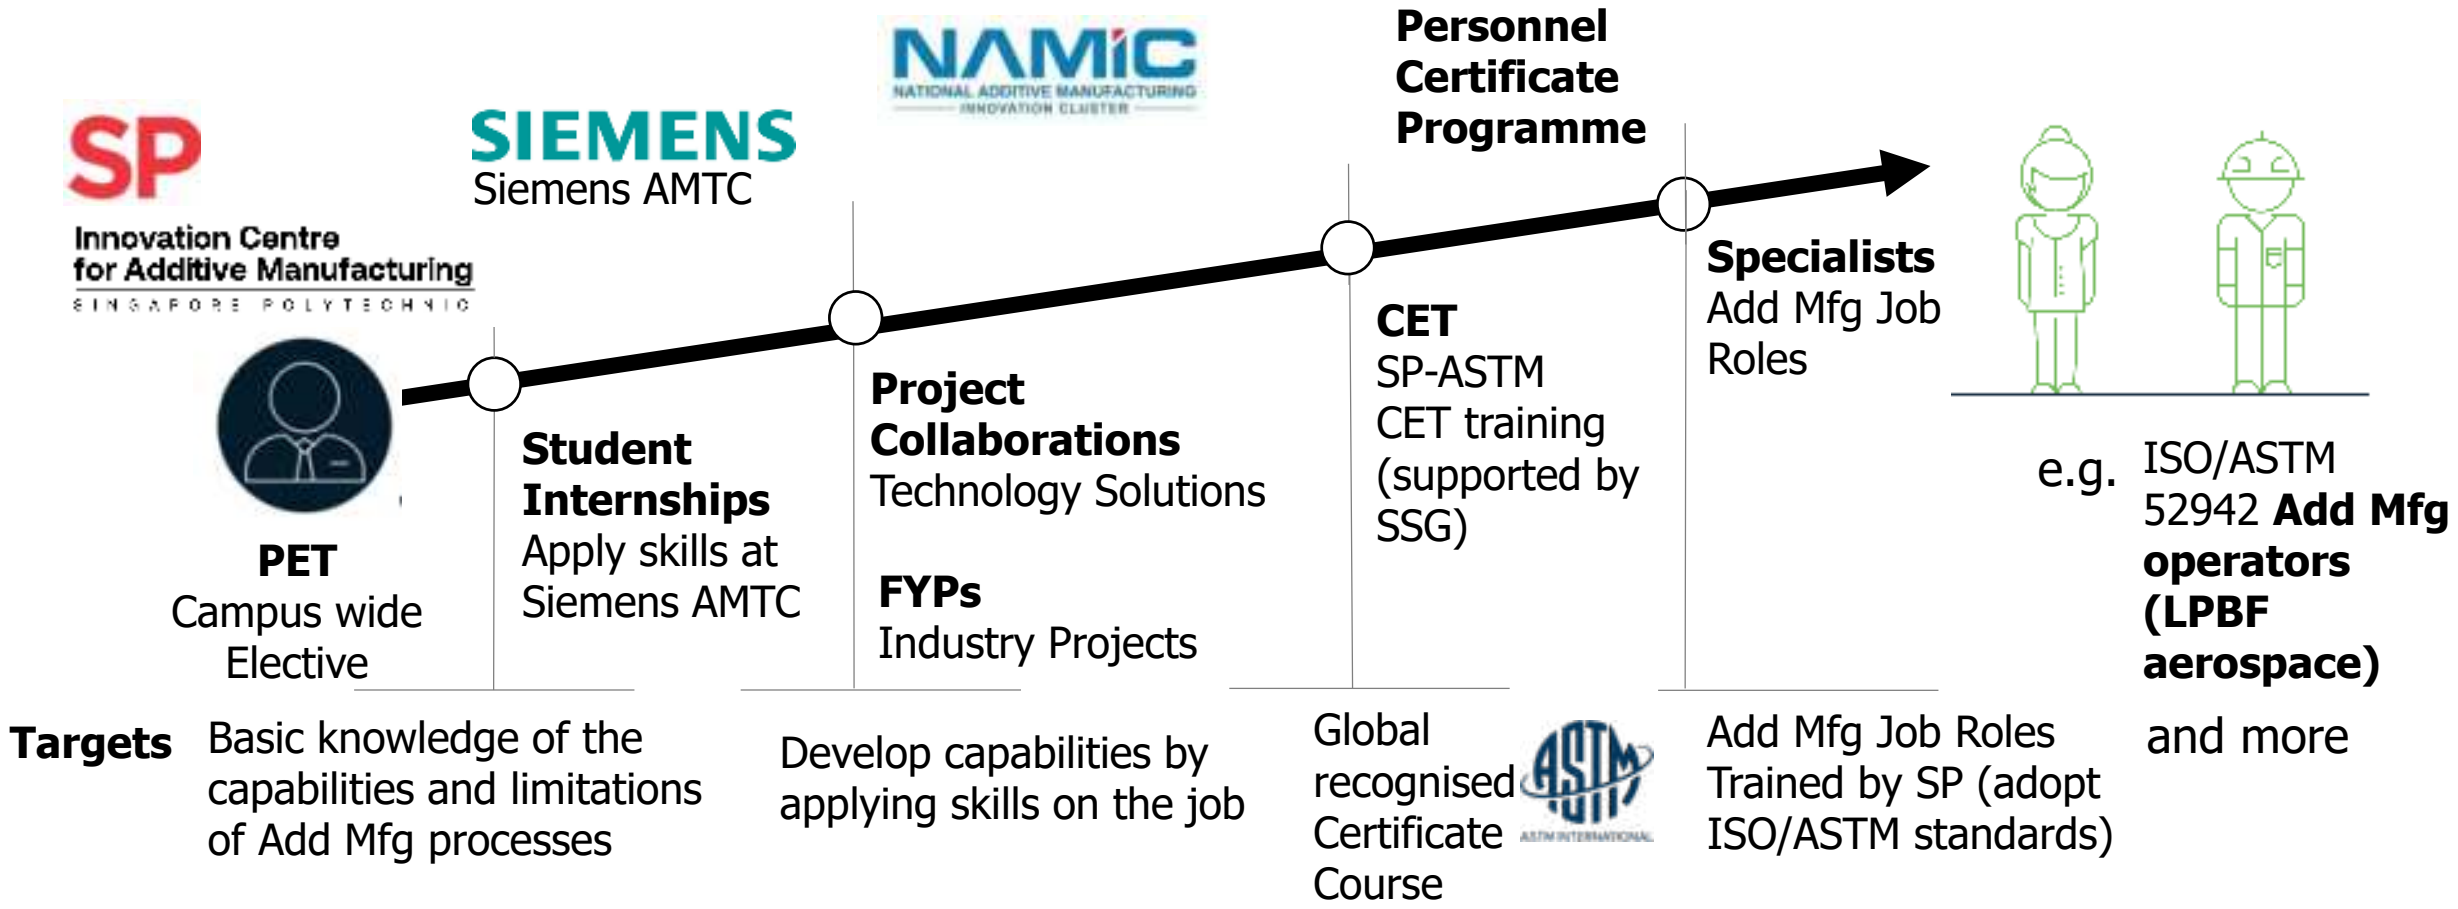 SP
Innovation Centre
for Additive Manufacturing
SINGAPORE POLYTECHNIC
PET
Campus wide
Elective
SIEMENS
Siemens AMTC
Student
Internships
Apply skills at
Siemens AMTC
NAMIC
NATIONAL ADDITIVE MANUFACTURING
INNOVATION CLUSTER
Project
Collaborations
Technology Solutions
FYPs
Industry Projects
Personnel
Certificate
Programme
CET
SP-ASTM
CET training
(supported by
SSG)
Specialists
Add Mfg Job
Roles
e.g.
ISO/ASTM
52942 Add Mfg
operators
(LPBF
aerospace)
and more
Targets
Basic knowledge of the
capabilities and limitations
of Add Mfg processes
Develop capabilities by
applying skills on the job
Global
recognised
Certificate
Course
ASTM
ASTM INTERNATIONAL
Add Mfg Job Roles
Trained by SP (adopt
ISO/ASTM standards)